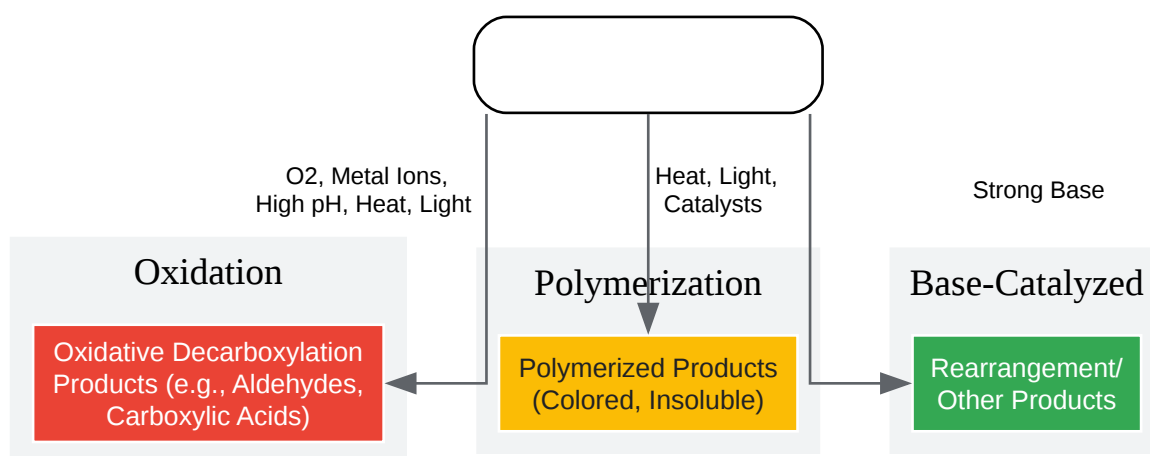 O2, Metal Ions,
High pH, Heat, Light
Heat, Light,
Catalysts
Strong Base
Oxidation
Polymerization
Base-Catalyzed
Oxidative Decarboxylation
Products (e.g., Aldehydes,
Carboxylic Acids)
Polymerized Products
(Colored, Insoluble)
Rearrangement/
Other Products